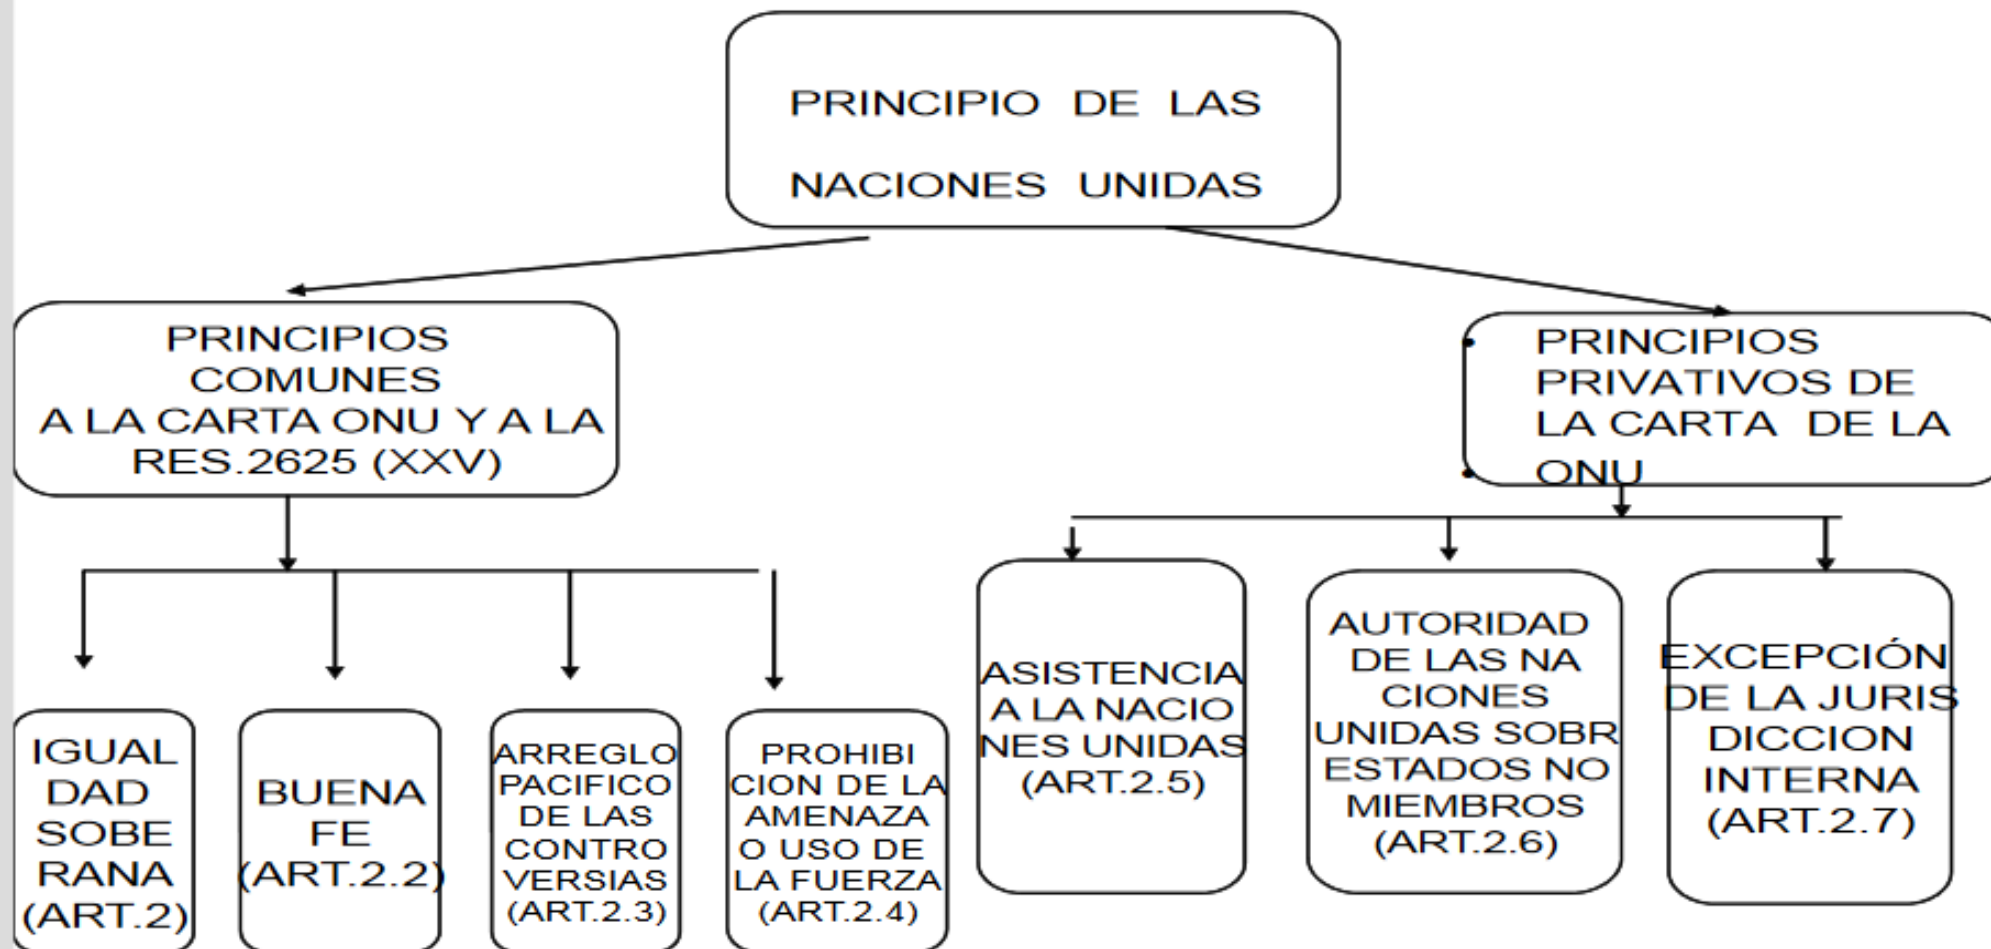 PRINCIPIO DE LAS
NACIONES UNIDAS
PRINCIPIOS
COMUNES
A LA CARTA ONU Y A LA
RES.2625 (XXV)
• PRINCIPIOS
PRIVATIVOS DE
LA CARTA DE LA
• ONU
IGUAL
DAD
SOBE
RANA
(ART.2)
BUENA
FE
(ART.2.2)
ARREGLO
PACIFICO
DE LAS
CONTRO
VERSIAS
(ART.2.3)
PROHIBI
CION DE LA
AMENAZA
O USO DE
LA FUERZA
(ART.2.4)
ASISTENCIA
A LA NACIO
NES UNIDAS
(ART.2.5)
AUTORIDAD
DE LAS NA
CIONES
UNIDAS SOBR
ESTADOS NO
MIEMBROS
(ART.2.6)
EXCEPCIÓN
DE LA JURIS
DICCION
INTERNA
(ART.2.7)